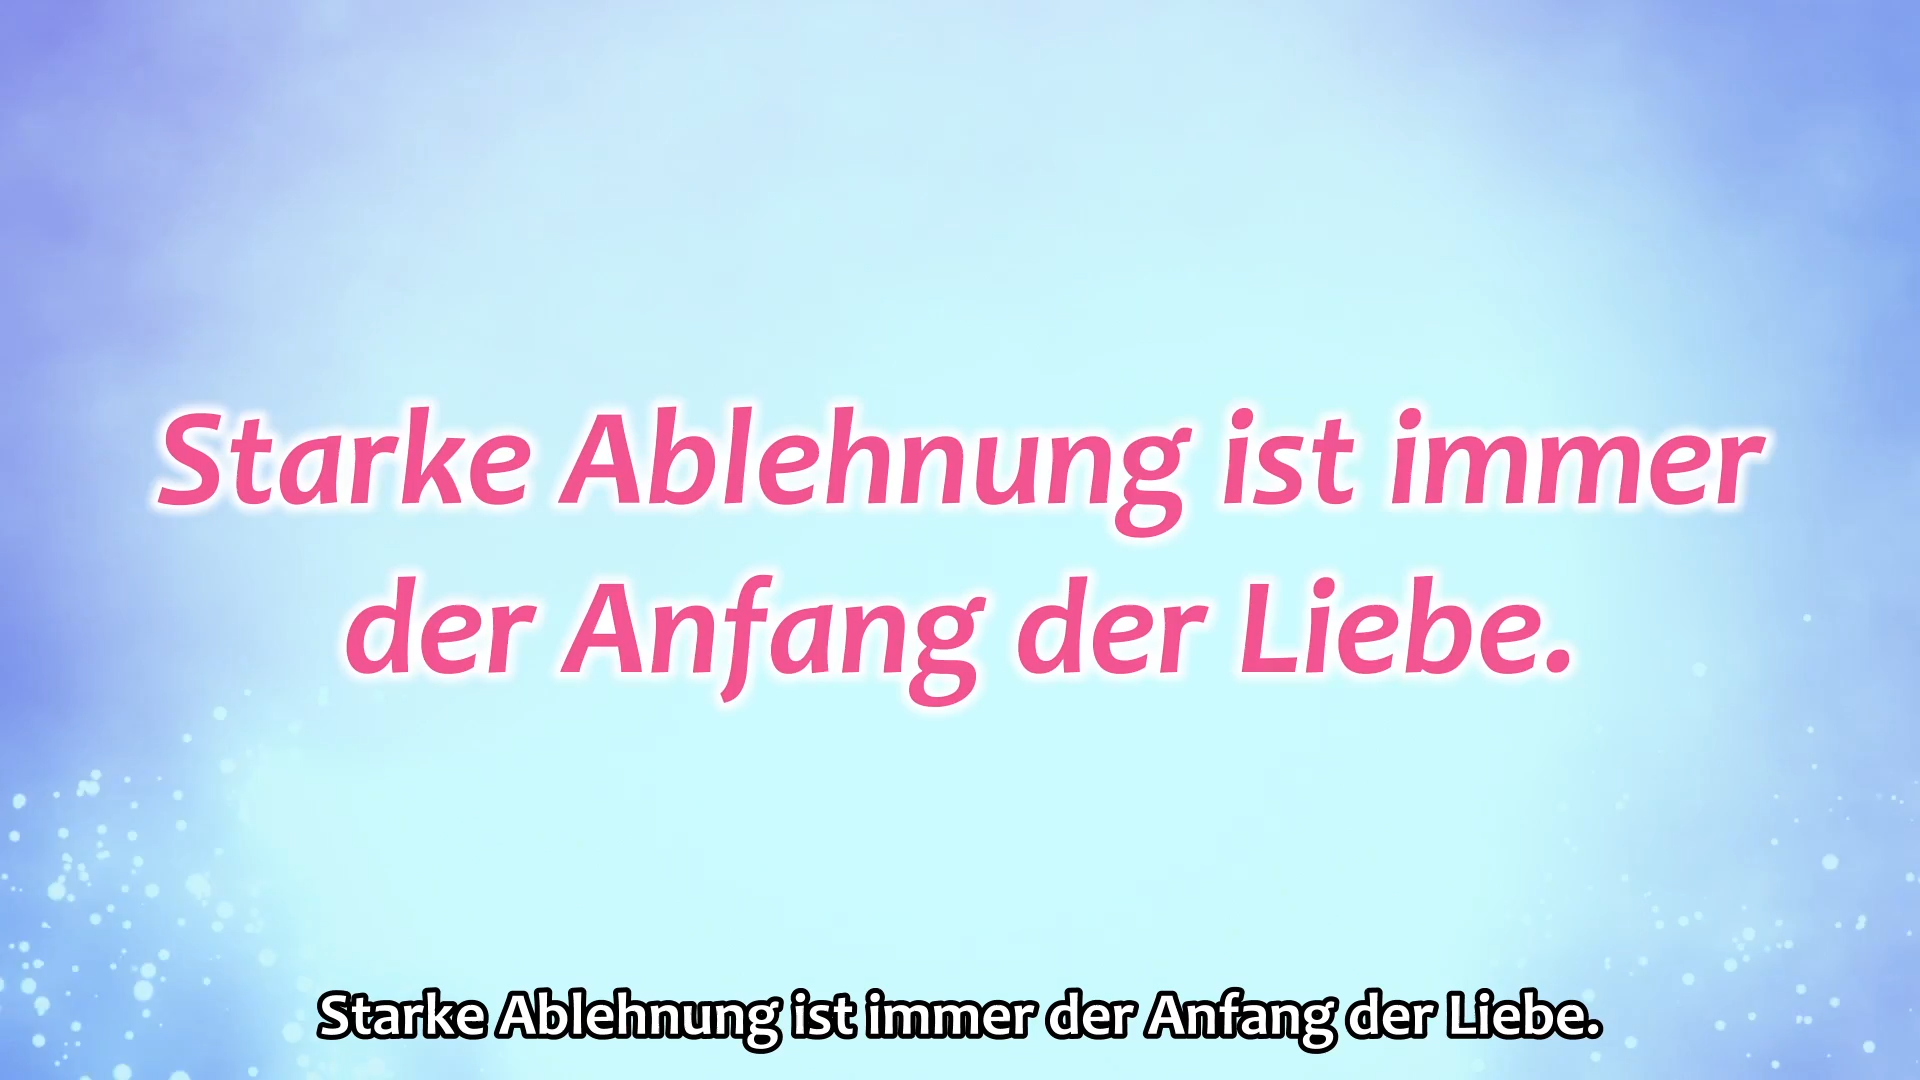 Starke Ablehnung ist immer
der Anfang der Liebe.
Starke Ablehnung ist immer der Anfang der Liebe.